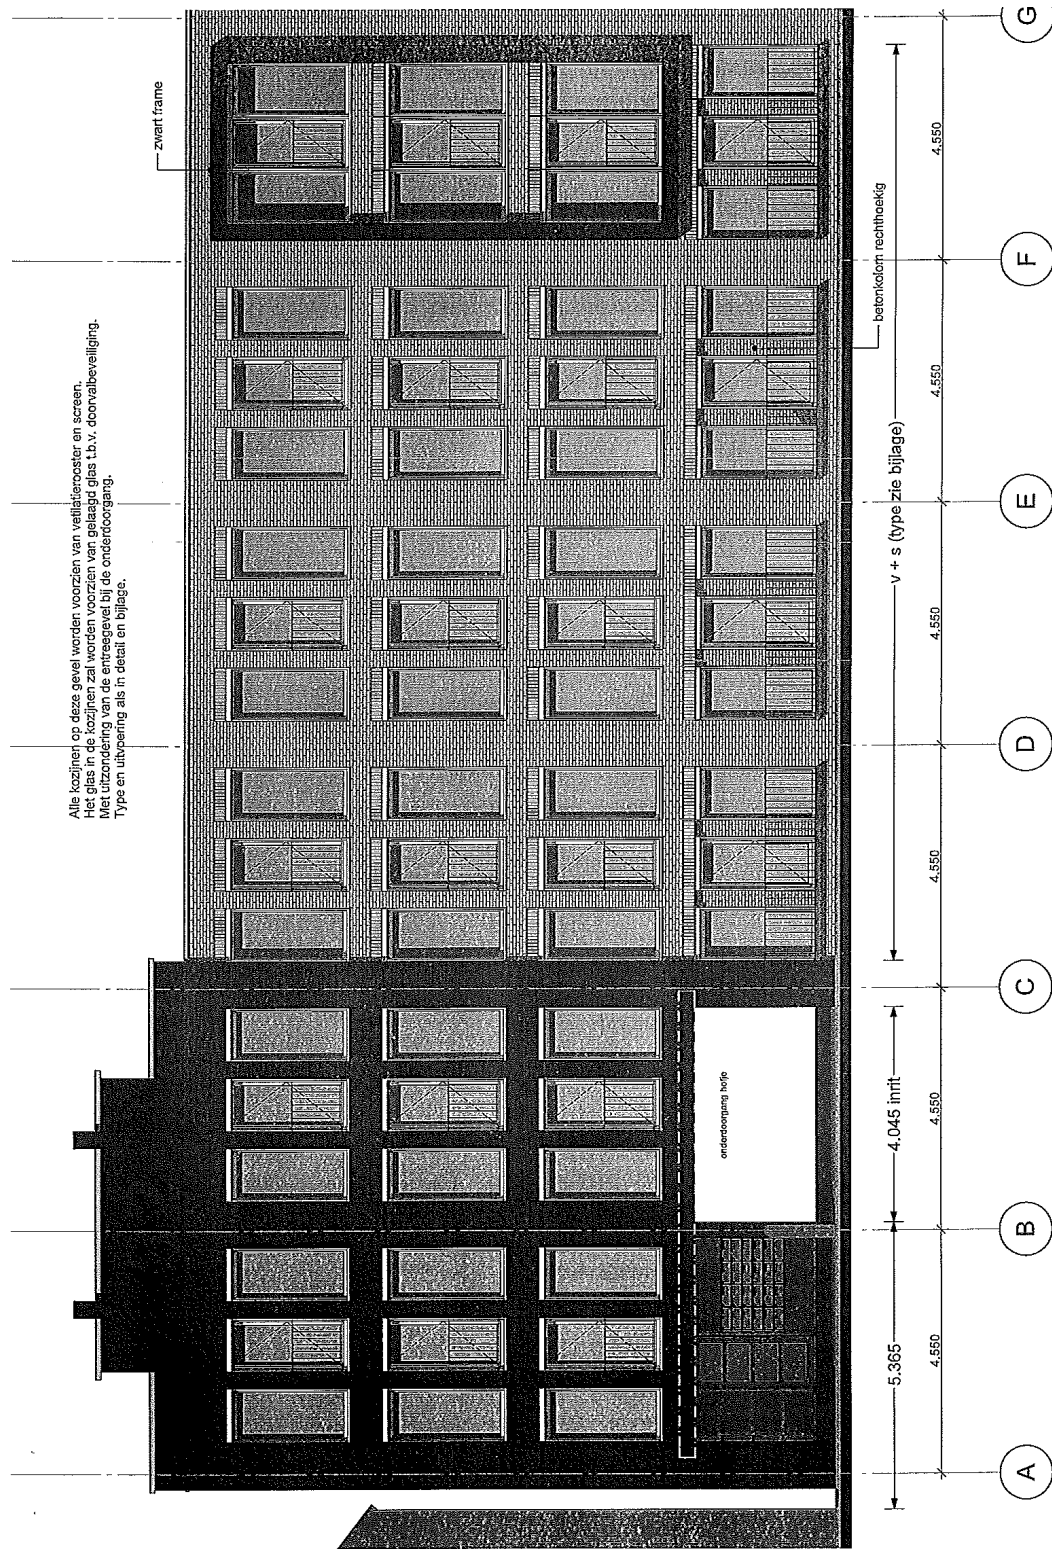 Alle kozijnen op deze gevel worden voorzien van vetilatierooster en screen.
Het glas in de kozijnen zal worden voorzien van gelaagd glas t.b.v. doorvalbeveiliging.
Met uitzondering van de entreegevel bij de onderdoorgang.
Type en uitvoering als in detail en bijlage.
zwart frame
onderdoorgang hofje
betonkolom rechthoekig
5.365
4.045 inrit
v + s (type zie bijlage)
4.550
4.550
4.550
4.550
4.550
4.550
A
B
C
D
E
F
G